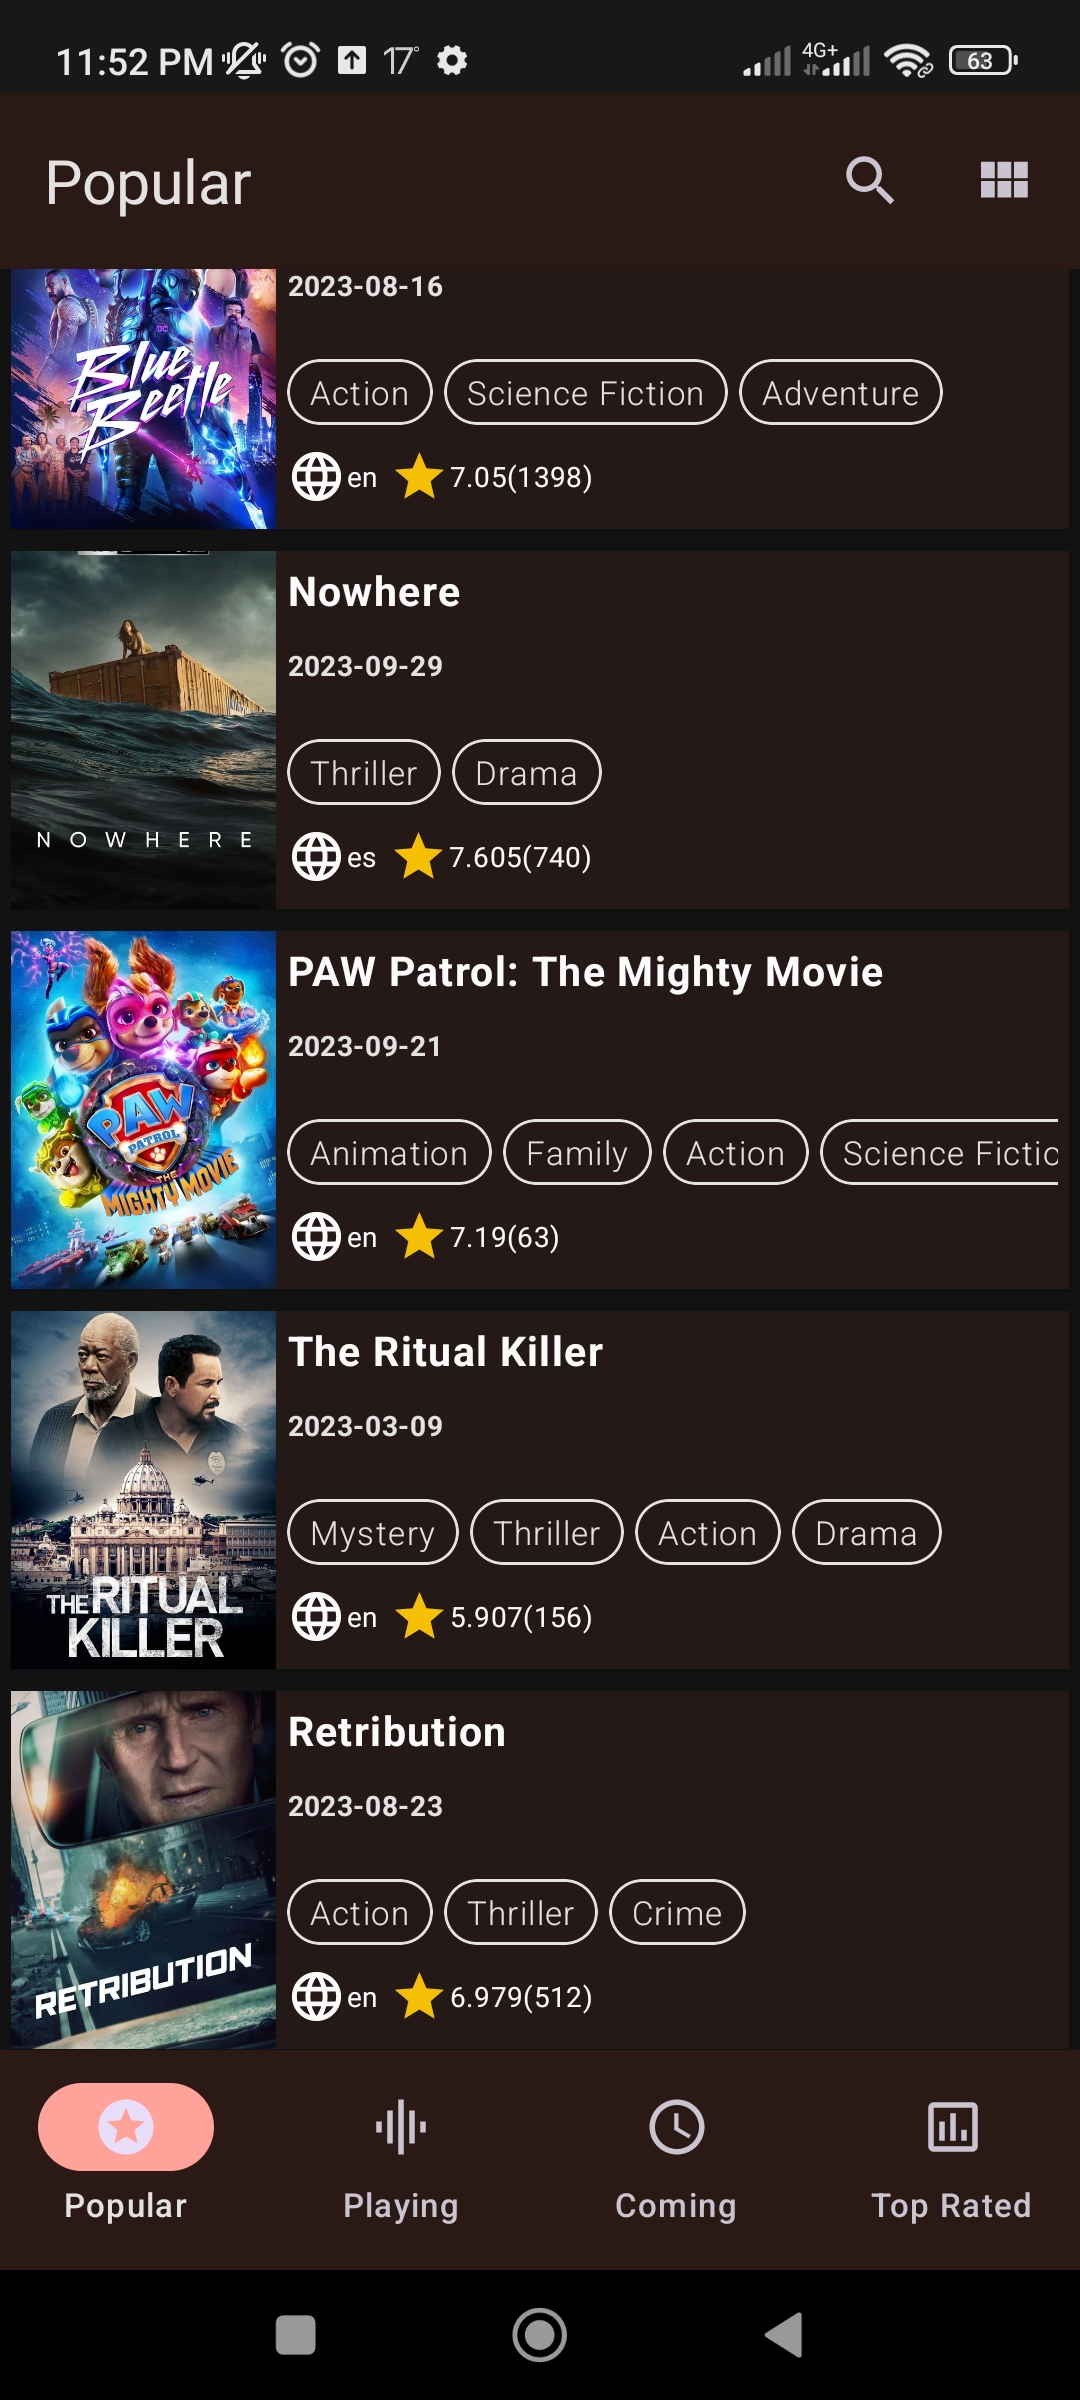 11:52 PM 17° 4G+ 63
Popular
2023-08-16
DC
Blue
Beetle
Action Science Fiction Adventure
en 7.05(1398)
Nowhere
2023-09-29
Thriller Drama
NOWHERE
es 7.605(740)
PAW Patrol: The Mighty Movie
2023-09-21
PAW
PATROL
THE
MIGHTY MOVIE
Animation Family Action Science Fictio
en 7.19(63)
The Ritual Killer
2023-03-09
Mystery Thriller Action Drama
THE RITUAL
KILLER
en 5.907(156)
Retribution
2023-08-23
Action Thriller Crime
RETRIBUTION
en 6.979(512)
Popular Playing Coming Top Rated